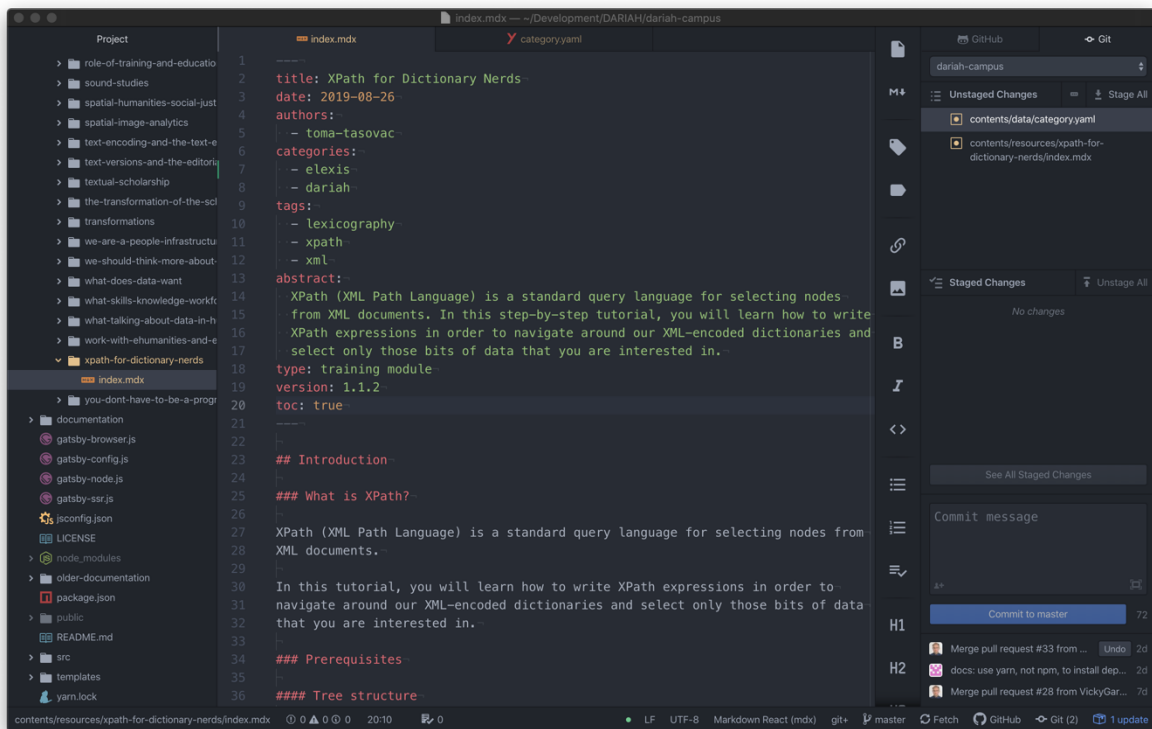 index.mdx — ~/Development/DARIAH/dariah-campus
Project
role-of-training-and-educatio
sound-studies
spatial-humanities-social-just
spatial-image-analytics
text-encoding-and-the-text-e
text-versions-and-the-editoria
textual-scholarship
the-transformation-of-the-scl
transformations
we-are-a-people-infrastructu
we-should-think-more-about-
what-does-data-want
what-skills-knowledge-workfo
what-talking-about-data-in-h
work-with-ehumanities-and-e
xpath-for-dictionary-nerds
index.mdx
you-dont-have-to-be-a-progr
documentation
gatsby-browser.js
gatsby-config.js
gatsby-node.js
gatsby-ssr.js
jsconfig.json
LICENSE
node_modules
older-documentation
package.json
public
README.md
src
templates
yarn.lock
index.mdx
category.yaml
1 ---
2 title: XPath for Dictionary Nerds
3 date: 2019-08-26
4 authors:
5 - toma-tasovac
6 categories:
7 - elexis
8 - dariah
9 tags:
10 - lexicography
11 - xpath
12 - xml
13 abstract:
14 XPath (XML Path Language) is a standard query language for selecting nodes
15 from XML documents. In this step-by-step tutorial, you will learn how to write
16 XPath expressions in order to navigate around our XML-encoded dictionaries and
17 select only those bits of data that you are interested in.
18 type: training module
19 version: 1.1.2
20 toc: true
21 ---
22
23 ## Introduction
24
25 ### What is XPath?
26
27 XPath (XML Path Language) is a standard query language for selecting nodes from
28 XML documents.
29
30 In this tutorial, you will learn how to write XPath expressions in order to
31 navigate around our XML-encoded dictionaries and select only those bits of data
32 that you are interested in.
33
34 ### Prerequisites
35
36 #### Tree structure
M
B
I
<>
H1
H2
GitHub
Git
dariah-campus
Unstaged Changes
Stage All
contents/data/category.yaml
contents/resources/xpath-for-
dictionary-nerds/index.mdx
Staged Changes
Unstage All
No changes
See All Staged Changes
Commit message
Commit to master
72
Merge pull request #33 from ... Undo 2d
docs: use yarn, not npm, to install dep... 2d
Merge pull request #28 from VickyGar... 7d
contents/resources/xpath-for-dictionary-nerds/index.mdx 0 0 0 20:10 0 LF UTF-8 Markdown React (mdx) git+ master Fetch GitHub Git (2) 1 update